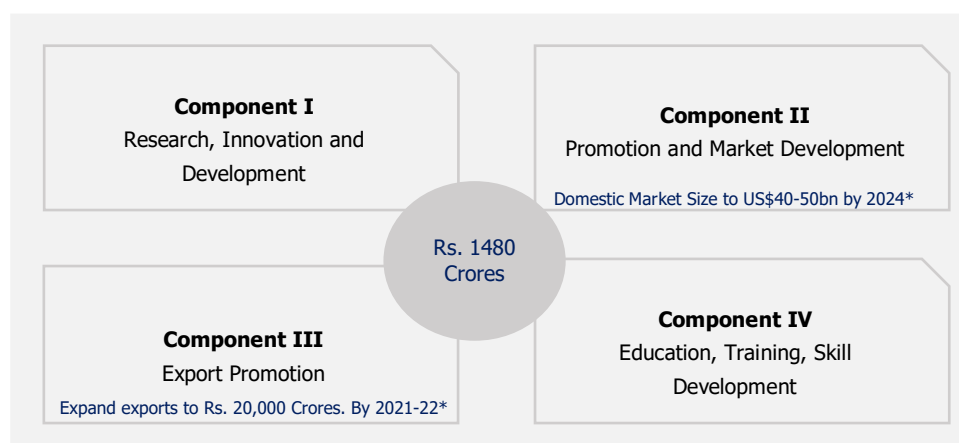 Component I
Research, Innovation and
Development
Component II
Promotion and Market Development
Domestic Market Size to US$40-50bn by 2024*
Rs. 1480
Crores
Component III
Export Promotion
Expand exports to Rs. 20,000 Crores. By 2021-22*
Component IV
Education, Training, Skill
Development